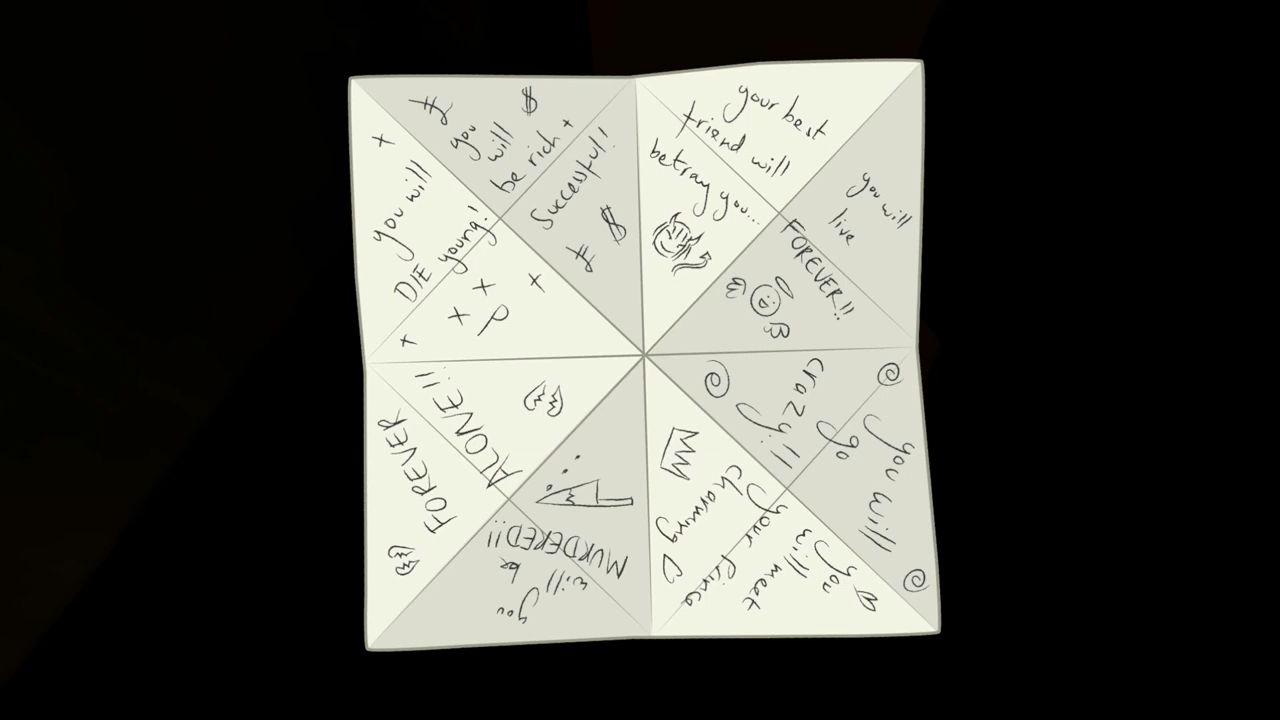 $
you
will
be rich +
Successful!
$
your best
friend will
betray you...
you will
live
FOREVER!!
you will
go
crazy!!
you
will meet
your Prince
charming
you
will be
MURDERED!!
FOREVER
ALONE!!
you will
DIE young!